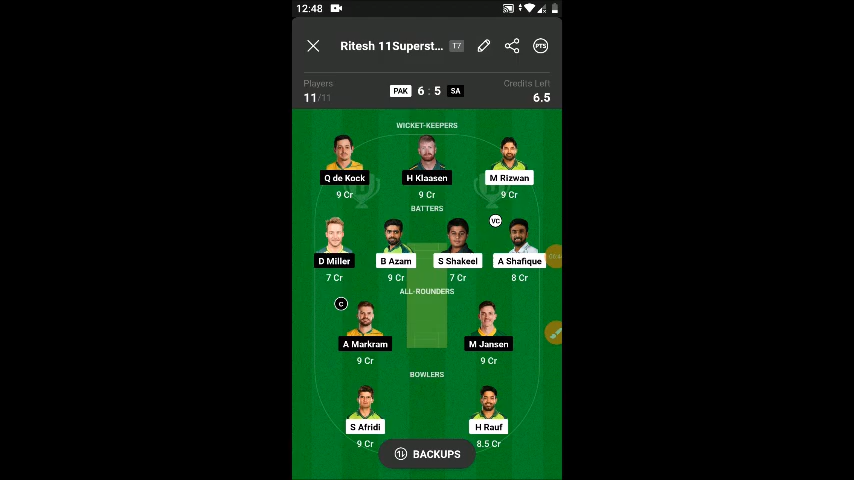 12:48
Ritesh 11Superst... T7 PTS
Players Credits Left
11/11 PAK 6 : 5 SA 6.5
WICKET-KEEPERS
Q de Kock H Klaasen M Rizwan
9 Cr 9 Cr 9 Cr
BATTERS
VC
D Miller B Azam S Shakeel A Shafique
7 Cr 9 Cr 7 Cr 8 Cr
ALL-ROUNDERS
C
A Markram M Jansen
9 Cr 9 Cr
BOWLERS
S Afridi H Rauf
9 Cr 8.5 Cr
BACKUPS